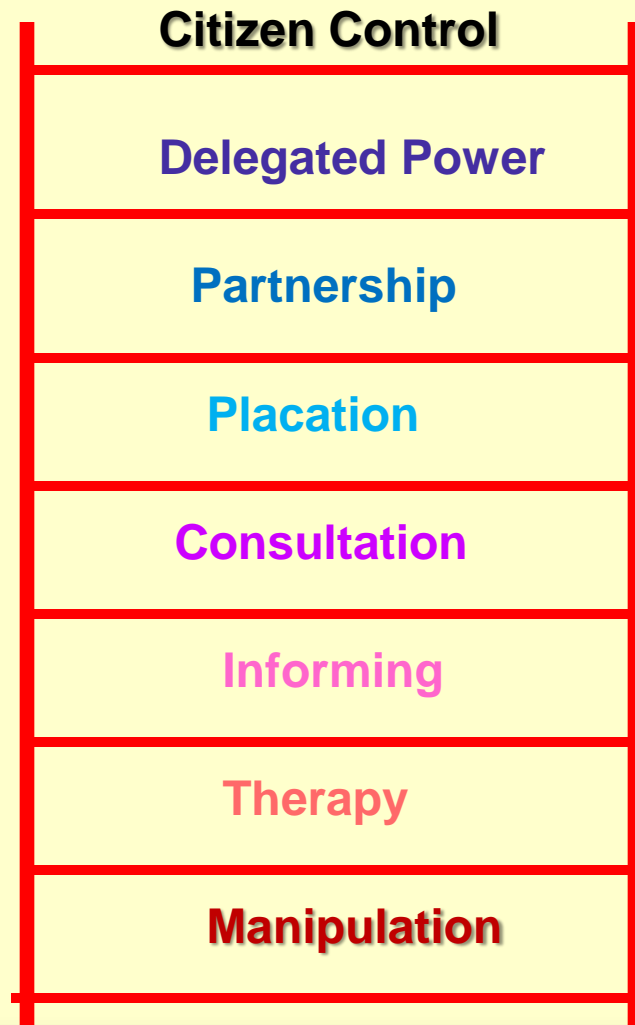 Citizen Control
Delegated Power
Partnership
Placation
Consultation
Informing
Therapy
Manipulation